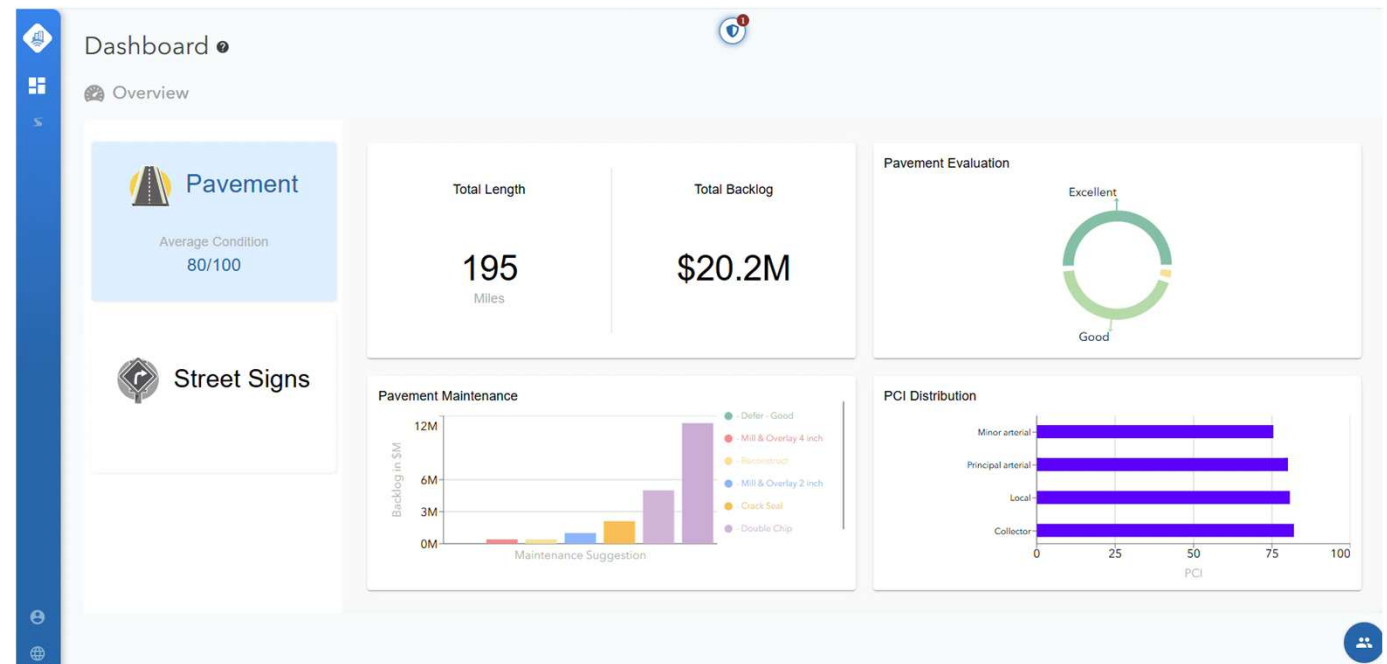 Dashboard
1
Overview
Pavement
Average Condition
80/100
Street Signs
Total Length
195
Miles
Total Backlog
$20.2M
Pavement Evaluation
Excellent
Good
Pavement Maintenance
12M
6M
3M
0M
Backlog in $M
Maintenance Suggestion
- Defer - Good
- Mill & Overlay 4 inch
- Reconstruct
- Mill & Overlay 2 inch
- Crack Seal
- Double Chip
PCI Distribution
Minor arterial
Principal arterial
Local
Collector
0 25 50 75 100
PCI